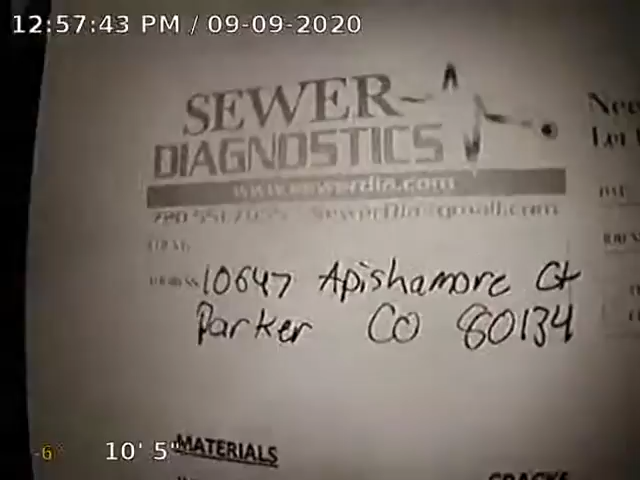 12:57:43 PM / 09-09-2020
SEWER
DIAGNOSTICS
www.sewerdia.com
10647 Apishamore Ct
Parker CO 80134
-6° 10' 5"
MATERIALS